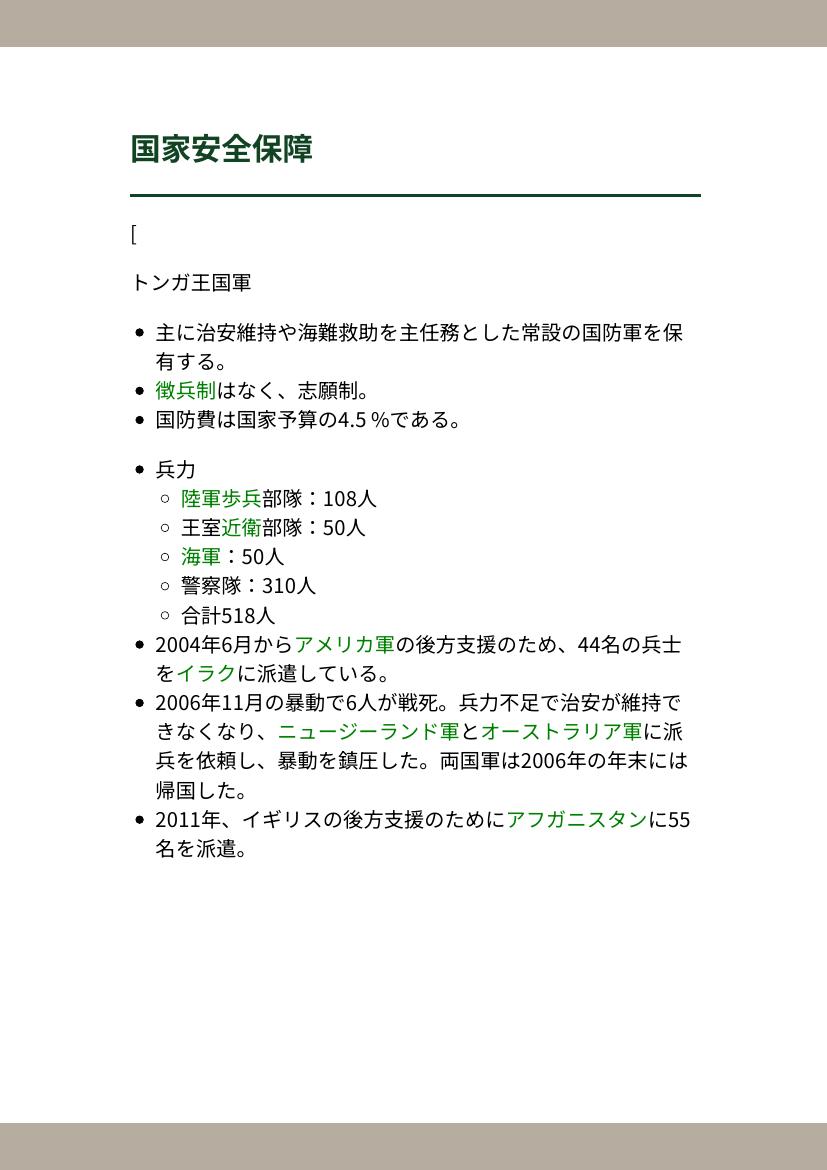 国家安全保障
[
トンガ王国軍
主に治安維持や海難救助を主任務とした常設の国防軍を保
有する。
徴兵制はなく、志願制。
国防費は国家予算の4.5 %である。
兵力
陸軍歩兵部隊：108人
王室近衛部隊：50人
海軍：50人
警察隊：310人
合計518人
2004年6月からアメリカ軍の後方支援のため、44名の兵士
をイラクに派遣している。
2006年11月の暴動で6人が戦死。兵力不足で治安が維持で
きなくなり、ニュージーランド軍とオーストラリア軍に派
兵を依頼し、暴動を鎮圧した。両国軍は2006年の年末には
帰国した。
2011年、イギリスの後方支援のためにアフガニスタンに55
名を派遣。